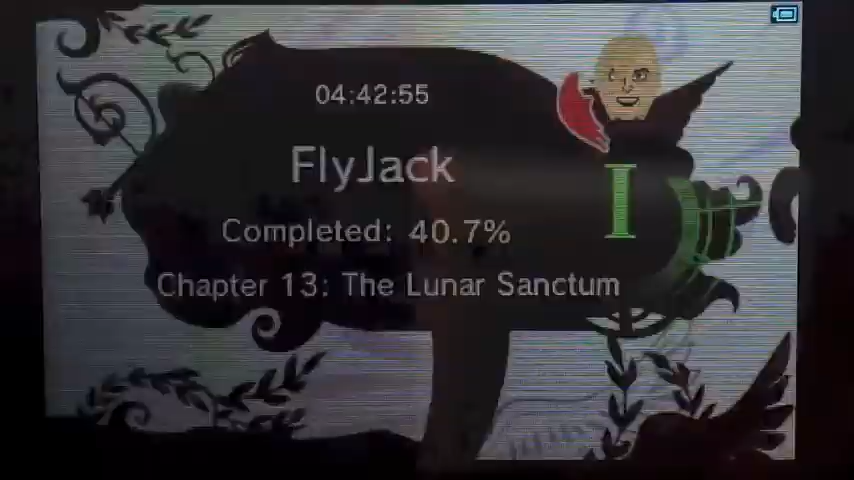 04:42:55
FlyJack
I
Completed: 40.7%
Chapter 13: The Lunar Sanctum